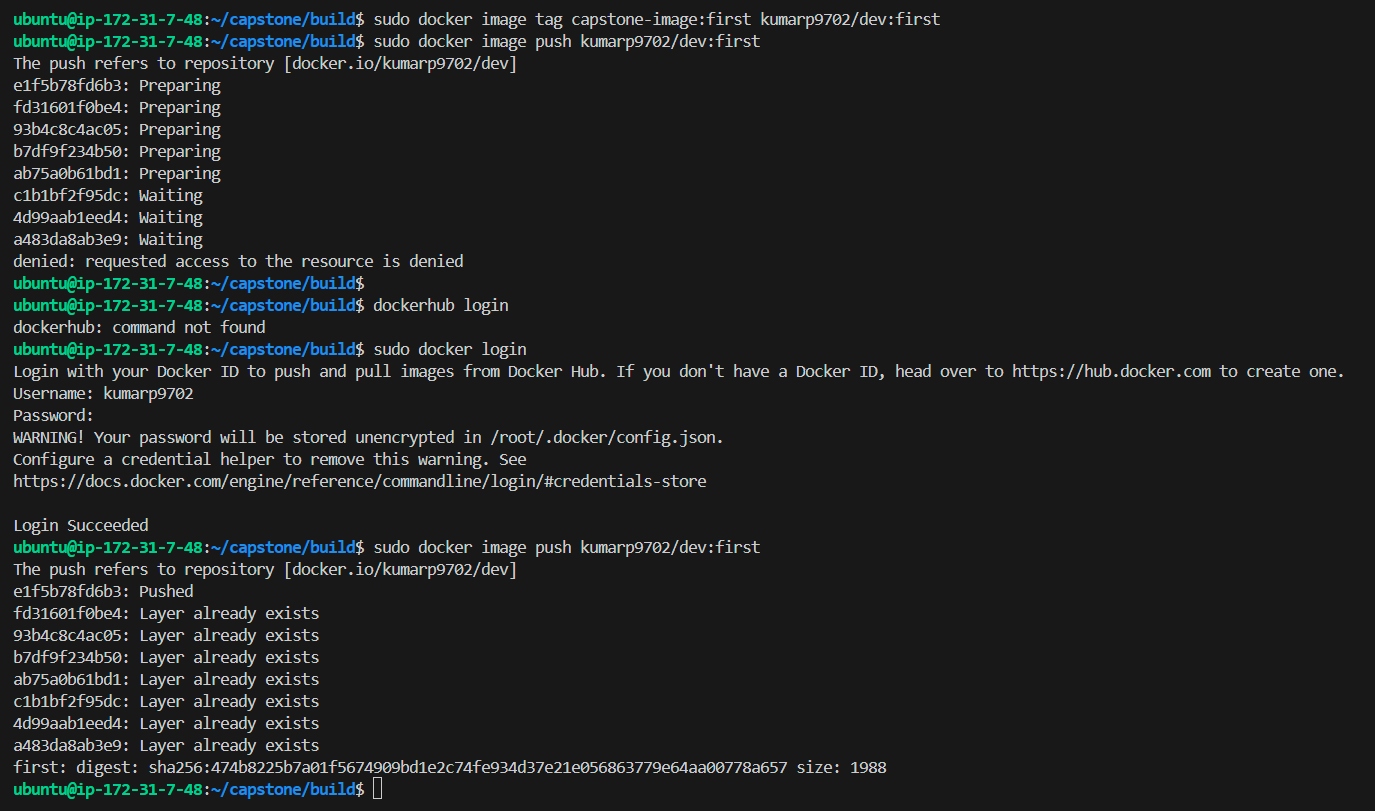 ubuntu@ip-172-31-7-48:~/capstone/build$ sudo docker image tag capstone-image:first kumarp9702/dev:first
ubuntu@ip-172-31-7-48:~/capstone/build$ sudo docker image push kumarp9702/dev:first
The push refers to repository [docker.io/kumarp9702/dev]
e1f5b78fd6b3: Preparing
fd31601f0be4: Preparing
93b4c8c4ac05: Preparing
b7df9f234b50: Preparing
ab75a0b61bd1: Preparing
c1b1bf2f95dc: Waiting
4d99aab1eed4: Waiting
a483da8ab3e9: Waiting
denied: requested access to the resource is denied
ubuntu@ip-172-31-7-48:~/capstone/build$
ubuntu@ip-172-31-7-48:~/capstone/build$ dockerhub login
dockerhub: command not found
ubuntu@ip-172-31-7-48:~/capstone/build$ sudo docker login
Login with your Docker ID to push and pull images from Docker Hub. If you don't have a Docker ID, head over to https://hub.docker.com to create one.
Username: kumarp9702
Password:
WARNING! Your password will be stored unencrypted in /root/.docker/config.json.
Configure a credential helper to remove this warning. See
https://docs.docker.com/engine/reference/commandline/login/#credentials-store
Login Succeeded
ubuntu@ip-172-31-7-48:~/capstone/build$ sudo docker image push kumarp9702/dev:first
The push refers to repository [docker.io/kumarp9702/dev]
e1f5b78fd6b3: Pushed
fd31601f0be4: Layer already exists
93b4c8c4ac05: Layer already exists
b7df9f234b50: Layer already exists
ab75a0b61bd1: Layer already exists
c1b1bf2f95dc: Layer already exists
4d99aab1eed4: Layer already exists
a483da8ab3e9: Layer already exists
first: digest: sha256:474b8225b7a01f5674909bd1e2c74fe934d37e21e056863779e64aa00778a657 size: 1988
ubuntu@ip-172-31-7-48:~/capstone/build$